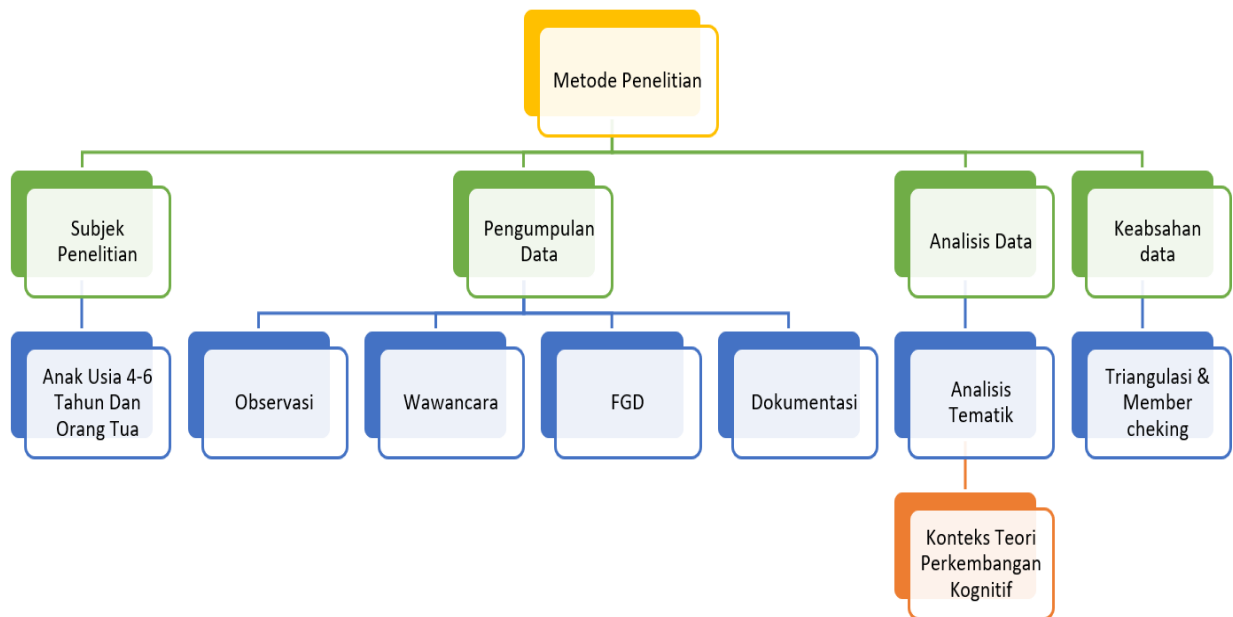 Metode Penelitian
Subjek
Penelitian
Pengumpulan
Data
Analisis Data
Keabsahan
data
Anak Usia 4-6
Tahun Dan
Orang Tua
Observasi
Wawancara
FGD
Dokumentasi
Analisis
Tematik
Triangulasi &
Member
cheking
Konteks Teori
Perkembangan
Kognitif